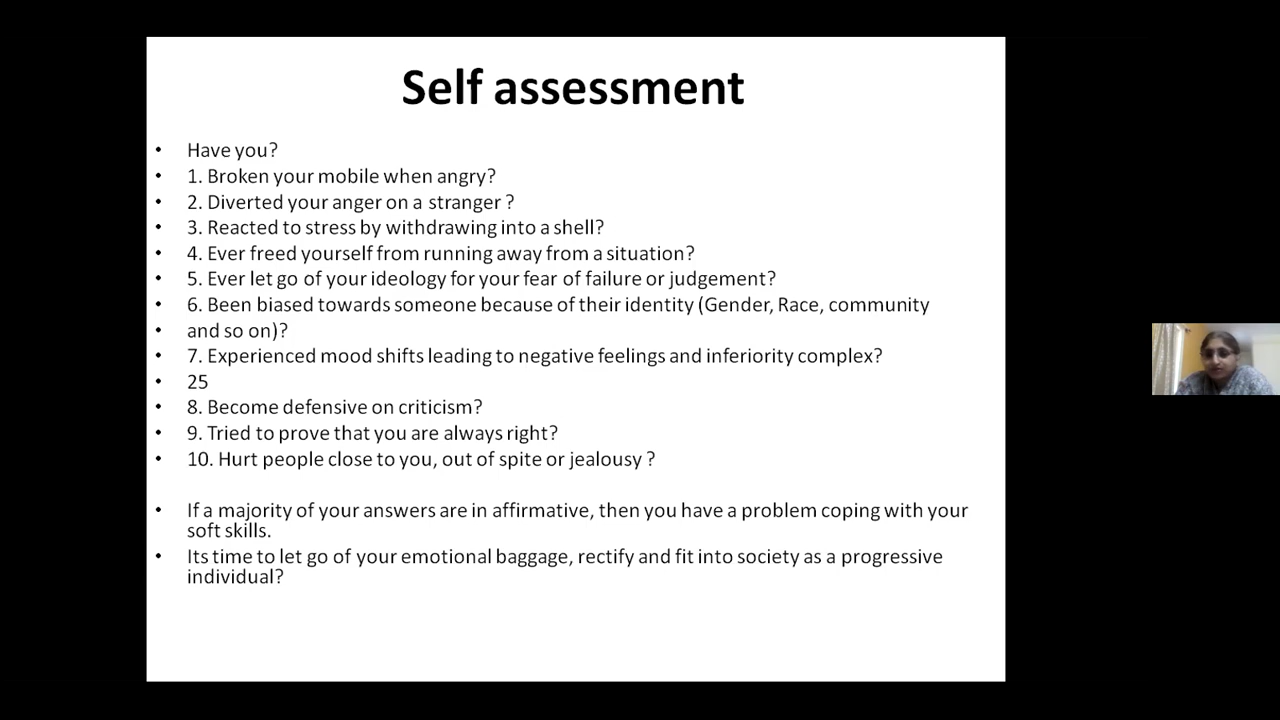 Self assessment
• Have you?
• 1. Broken your mobile when angry?
• 2. Diverted your anger on a stranger ?
• 3. Reacted to stress by withdrawing into a shell?
• 4. Ever freed yourself from running away from a situation?
• 5. Ever let go of your ideology for your fear of failure or judgement?
• 6. Been biased towards someone because of their identity (Gender, Race, community
• and so on)?
• 7. Experienced mood shifts leading to negative feelings and inferiority complex?
• 25
• 8. Become defensive on criticism?
• 9. Tried to prove that you are always right?
• 10. Hurt people close to you, out of spite or jealousy ?
• If a majority of your answers are in affirmative, then you have a problem coping with your
soft skills.
• Its time to let go of your emotional baggage, rectify and fit into society as a progressive
individual?